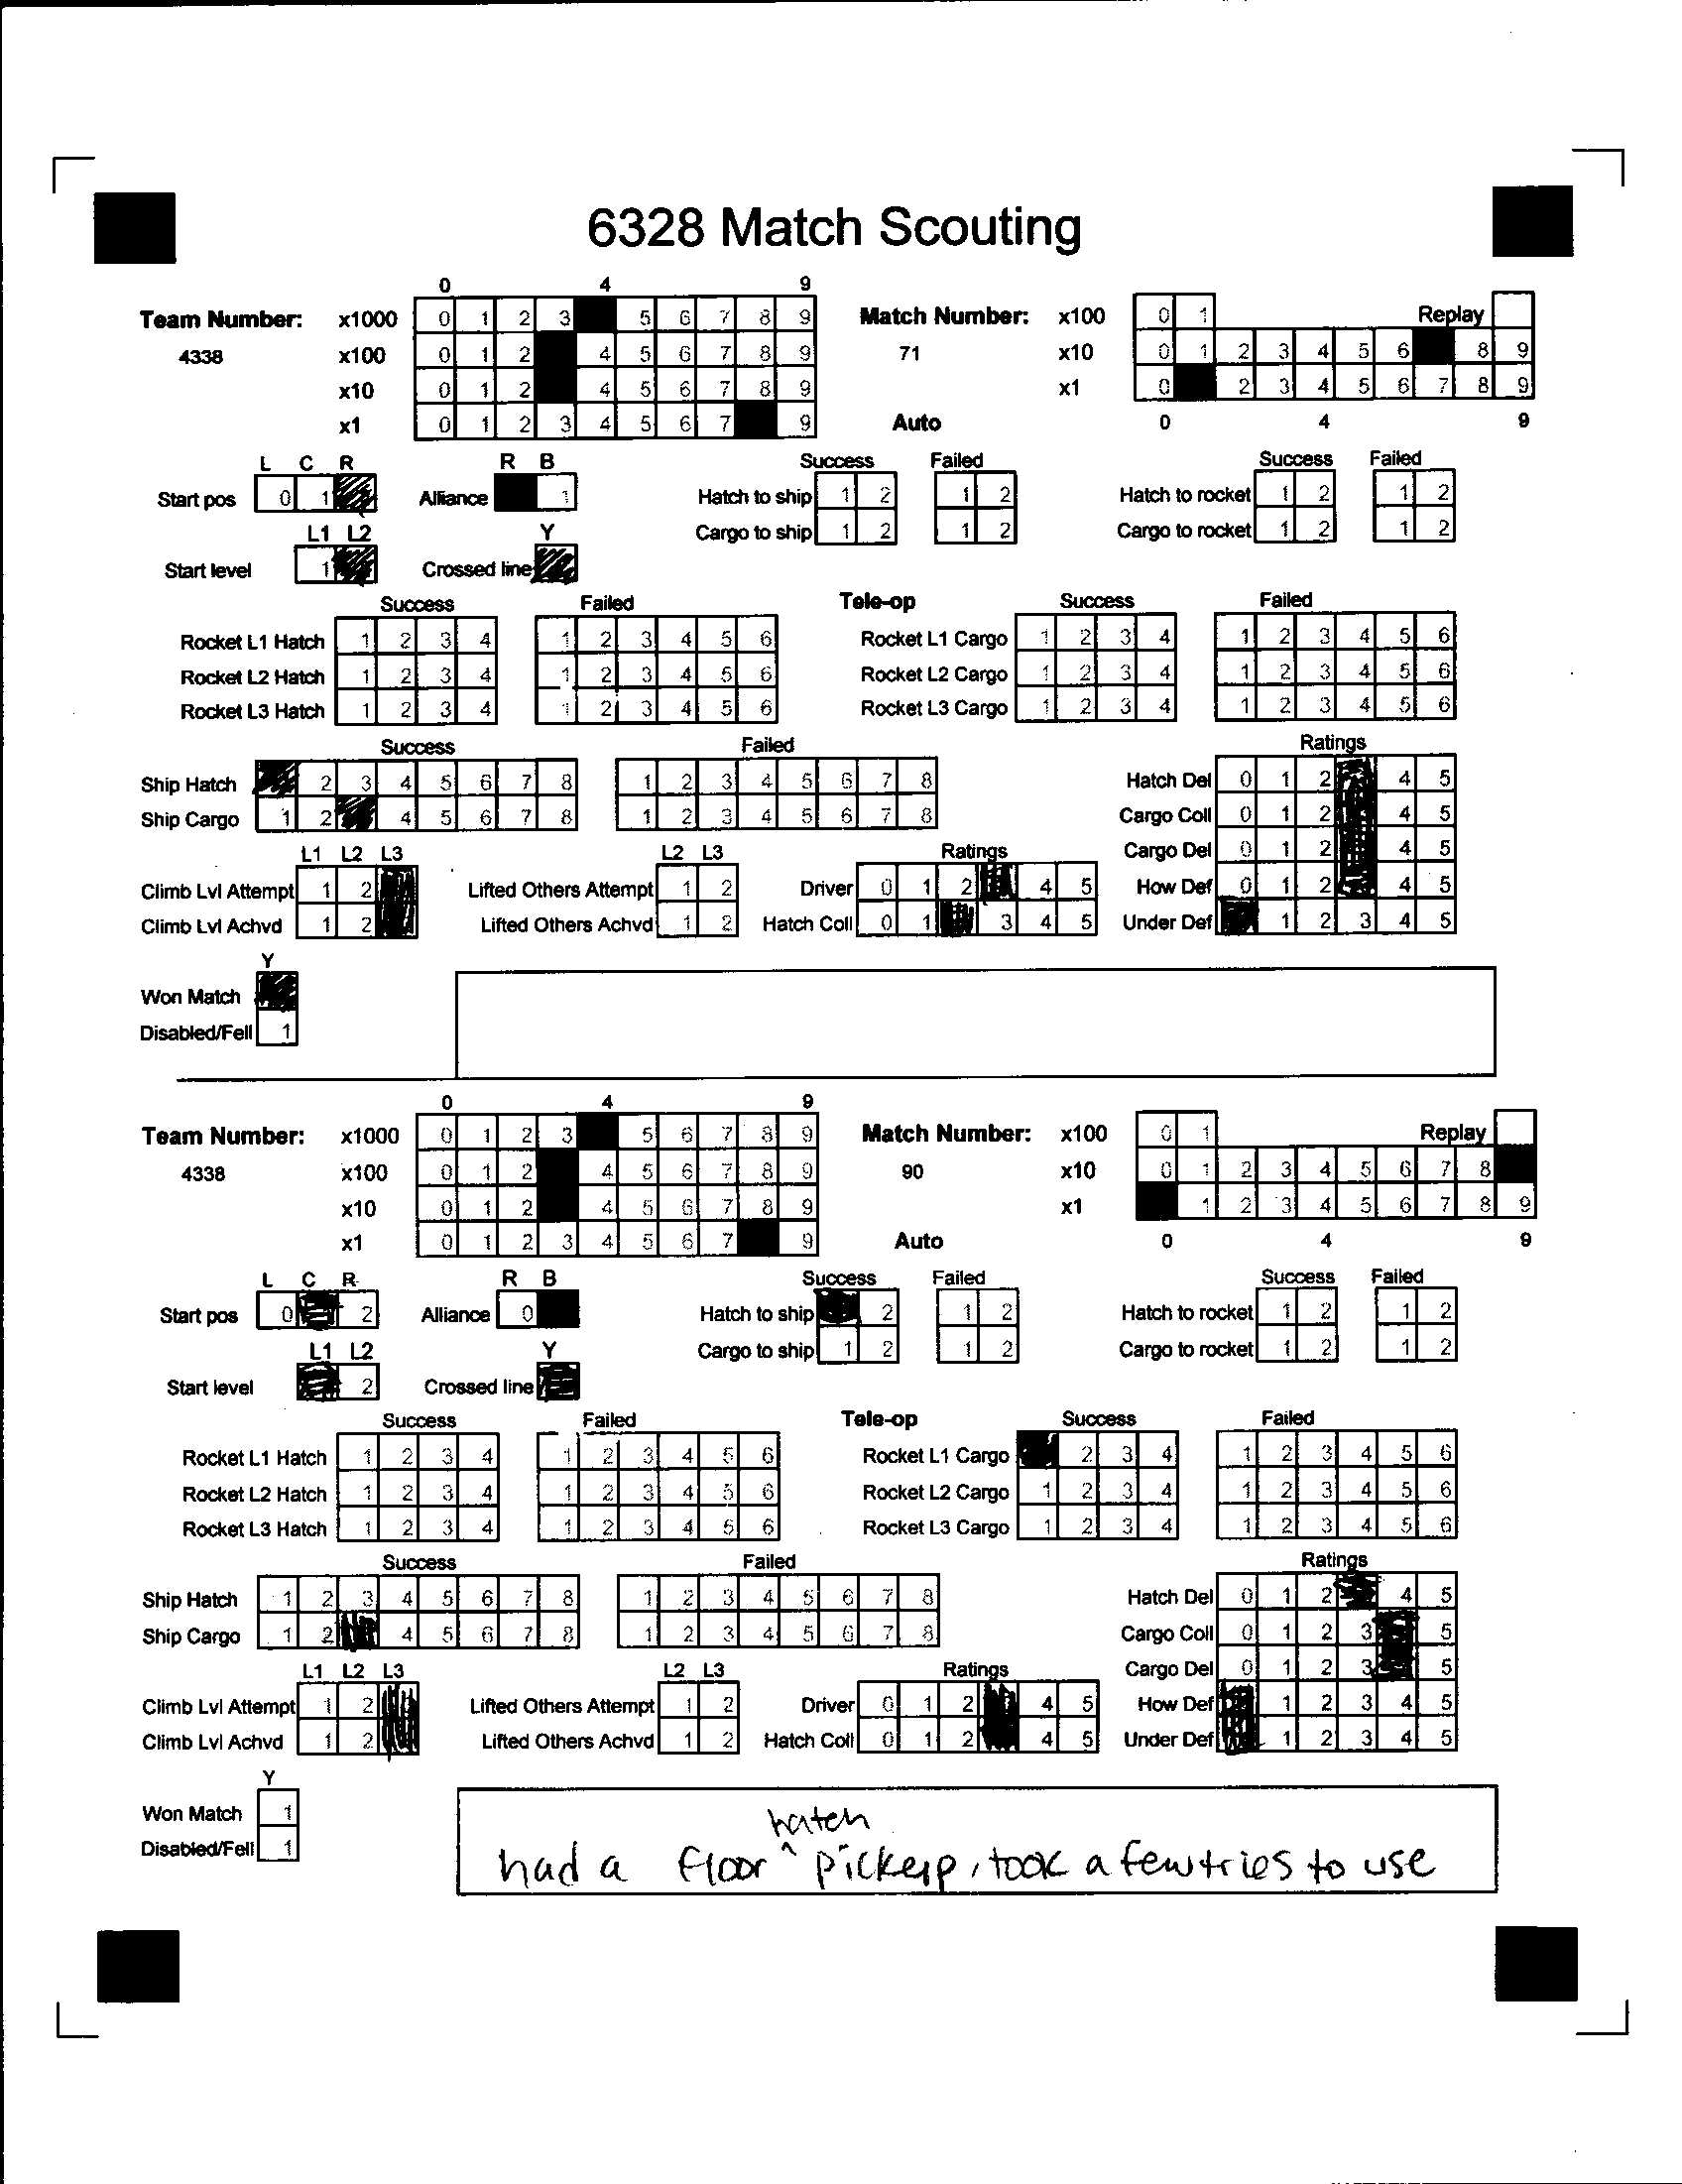 6328 Match Scouting
0 4 9
Team Number: x1000 0 1 2 3 5 6 7 8 9 Match Number: x100 0 1 Replay
4338 x100 0 1 2 4 5 6 7 8 9 71 x10 0 1 2 3 4 5 6 8 9
x10 0 1 2 4 5 6 7 8 9 x1 0 2 3 4 5 6 7 8 9
x1 0 1 2 3 4 5 6 7 9 Auto 0 4 9
L C R R B Success Failed Success Failed
Start pos 0 1 Alliance 1 Hatch to ship 1 2 1 2 Hatch to rocket 1 2 1 2
L1 L2 Y Cargo to ship 1 2 1 2 Cargo to rocket 1 2 1 2
Start level 1 Crossed line
Success Failed Tele-op Success Failed
Rocket L1 Hatch 1 2 3 4 1 2 3 4 5 6 Rocket L1 Cargo 1 2 3 4 1 2 3 4 5 6
Rocket L2 Hatch 1 2 3 4 1 2 3 4 5 6 Rocket L2 Cargo 1 2 3 4 1 2 3 4 5 6
Rocket L3 Hatch 1 2 3 4 1 2 3 4 5 6 Rocket L3 Cargo 1 2 3 4 1 2 3 4 5 6
Success Failed Ratings
Ship Hatch 2 3 4 5 6 7 8 1 2 3 4 5 6 7 8 Hatch Del 0 1 2 4 5
Ship Cargo 1 2 4 5 6 7 8 1 2 3 4 5 6 7 8 Cargo Coll 0 1 2 4 5
L1 L2 L3 L2 L3 Ratings Cargo Del 0 1 2 4 5
Climb Lvl Attempt 1 2 Lifted Others Attempt 1 2 Driver 0 1 2 4 5 How Def 0 1 2 4 5
Climb Lvl Achvd 1 2 Lifted Others Achvd 1 2 Hatch Coll 0 1 3 4 5 Under Def 1 2 3 4 5
Y
Won Match
Disabled/Fell 1
0 4 9
Team Number: x1000 0 1 2 3 5 6 7 8 9 Match Number: x100 0 1 Replay
4338 x100 0 1 2 4 5 6 7 8 9 90 x10 0 1 2 3 4 5 6 7 8
x10 0 1 2 4 5 6 7 8 9 x1 1 2 3 4 5 6 7 8 9
x1 0 1 2 3 4 5 6 7 9 Auto 0 4 9
L C R R B Success Failed Success Failed
Start pos 0 2 Alliance 0 Hatch to ship 2 1 2 Hatch to rocket 1 2 1 2
L1 L2 Y Cargo to ship 1 2 1 2 Cargo to rocket 1 2 1 2
Start level 2 Crossed line
Success Failed Tele-op Success Failed
Rocket L1 Hatch 1 2 3 4 1 2 3 4 5 6 Rocket L1 Cargo 2 3 4 1 2 3 4 5 6
Rocket L2 Hatch 1 2 3 4 1 2 3 4 5 6 Rocket L2 Cargo 1 2 3 4 1 2 3 4 5 6
Rocket L3 Hatch 1 2 3 4 1 2 3 4 5 6 Rocket L3 Cargo 1 2 3 4 1 2 3 4 5 6
Success Failed Ratings
Ship Hatch 1 2 3 4 5 6 7 8 1 2 3 4 5 6 7 8 Hatch Del 0 1 2 4 5
Ship Cargo 1 2 4 5 6 7 8 1 2 3 4 5 6 7 8 Cargo Coll 0 1 2 3 5
L1 L2 L3 L2 L3 Ratings Cargo Del 0 1 2 3 5
Climb Lvl Attempt 1 2 Lifted Others Attempt 1 2 Driver 0 1 2 4 5 How Def 1 2 3 4 5
Climb Lvl Achvd 1 2 Lifted Others Achvd 1 2 Hatch Coll 0 1 2 4 5 Under Def 1 2 3 4 5
Y
Won Match 1
Disabled/Fell 1
hatch
had a floor ^ pickup, took a few tries to use